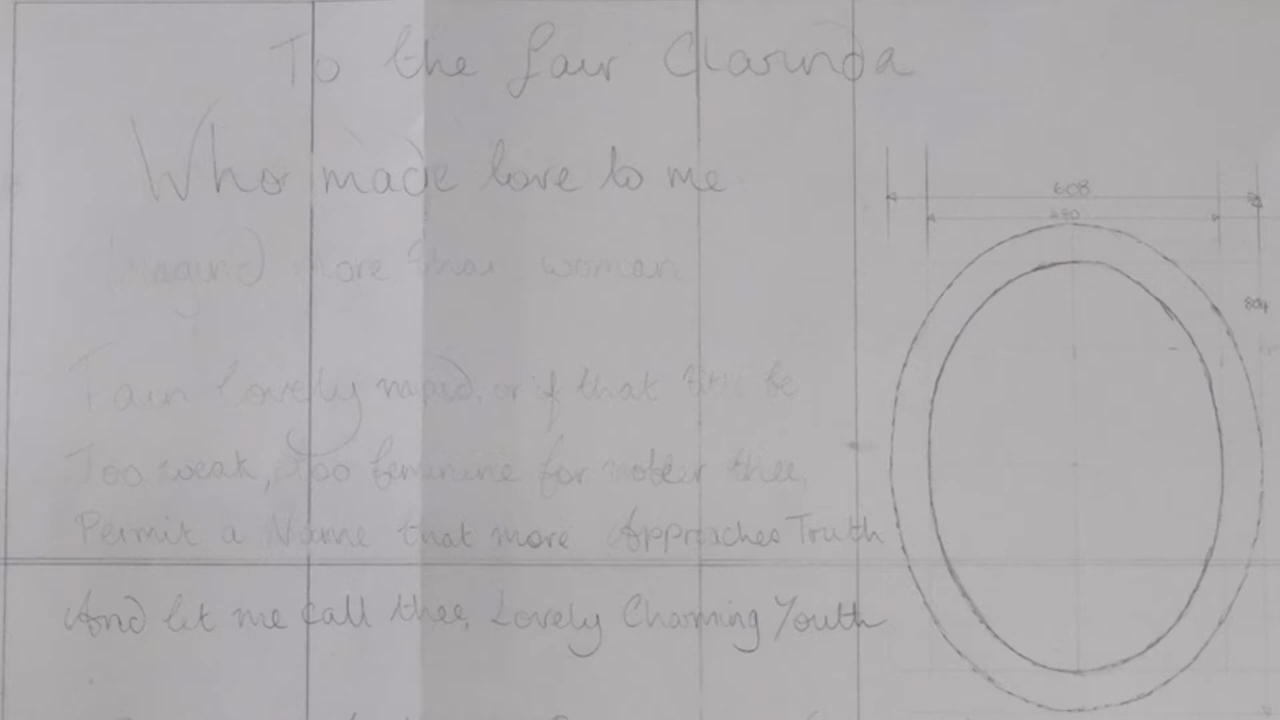 To the fair Clarinda
Who made love to me
Imagin'd more than woman
Fair lovely maid, or if that title be
Too weak, too feminine for nobler thee,
Permit a Name that more Approaches Truth
And let me call thee, Lovely Charming Youth
608
480
804